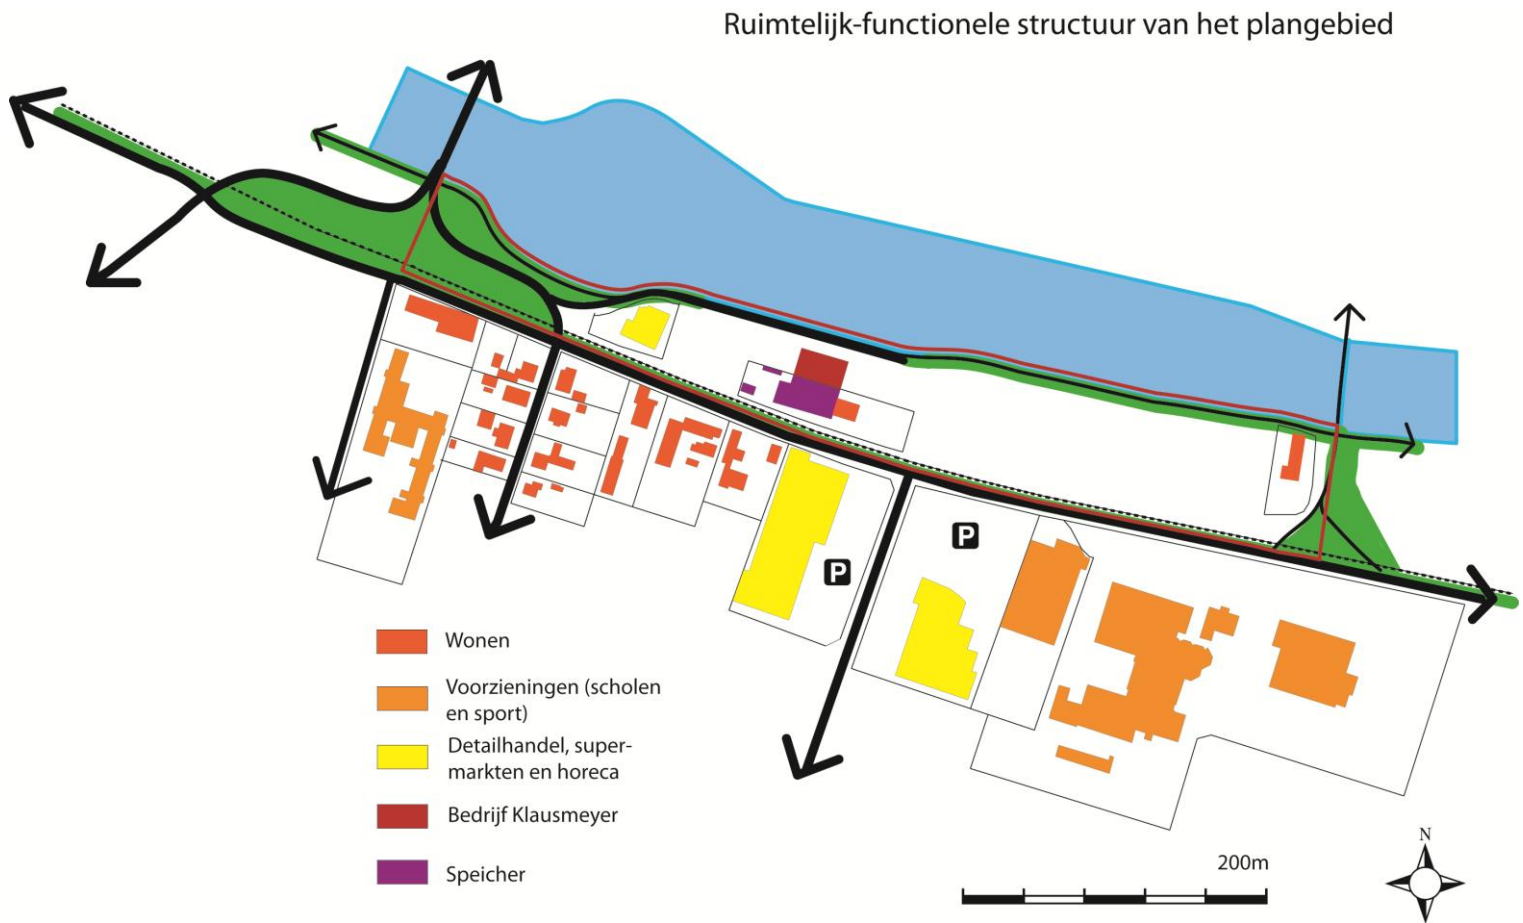 Ruimtelijk-functionele structuur van het plangebied
P
P
Wonen
Voorzieningen (scholen
en sport)
Detailhandel, super-
markten en horeca
Bedrijf Klausmeyer
Speicher
200m
N